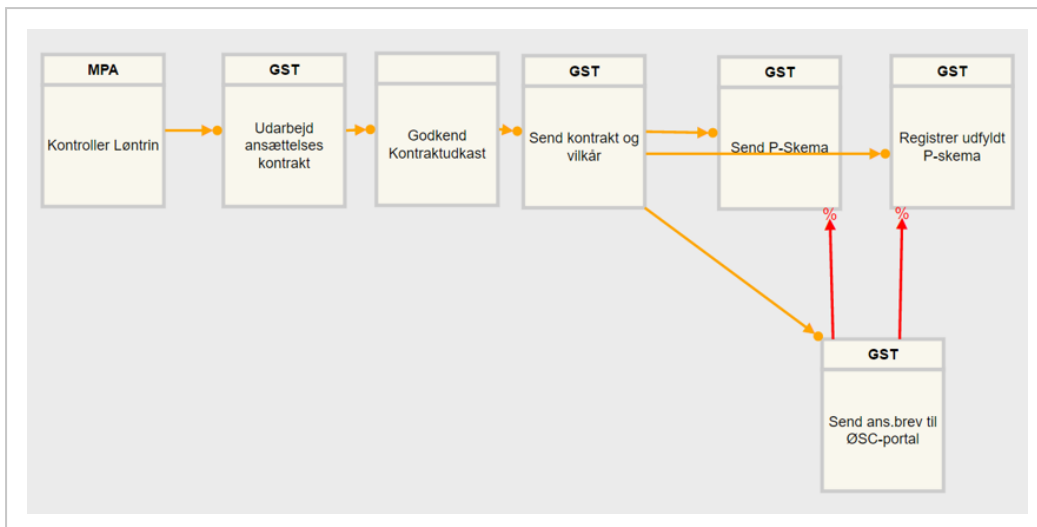 MPA
Kontroller Løntrin
GST
Udarbejd
ansættelses
kontrakt
Godkend
Kontraktudkast
GST
Send kontrakt og
vilkår
GST
Send P-Skema
GST
Registrer udfyldt
P-skema
%
%
GST
Send ans.brev til
ØSC-portal